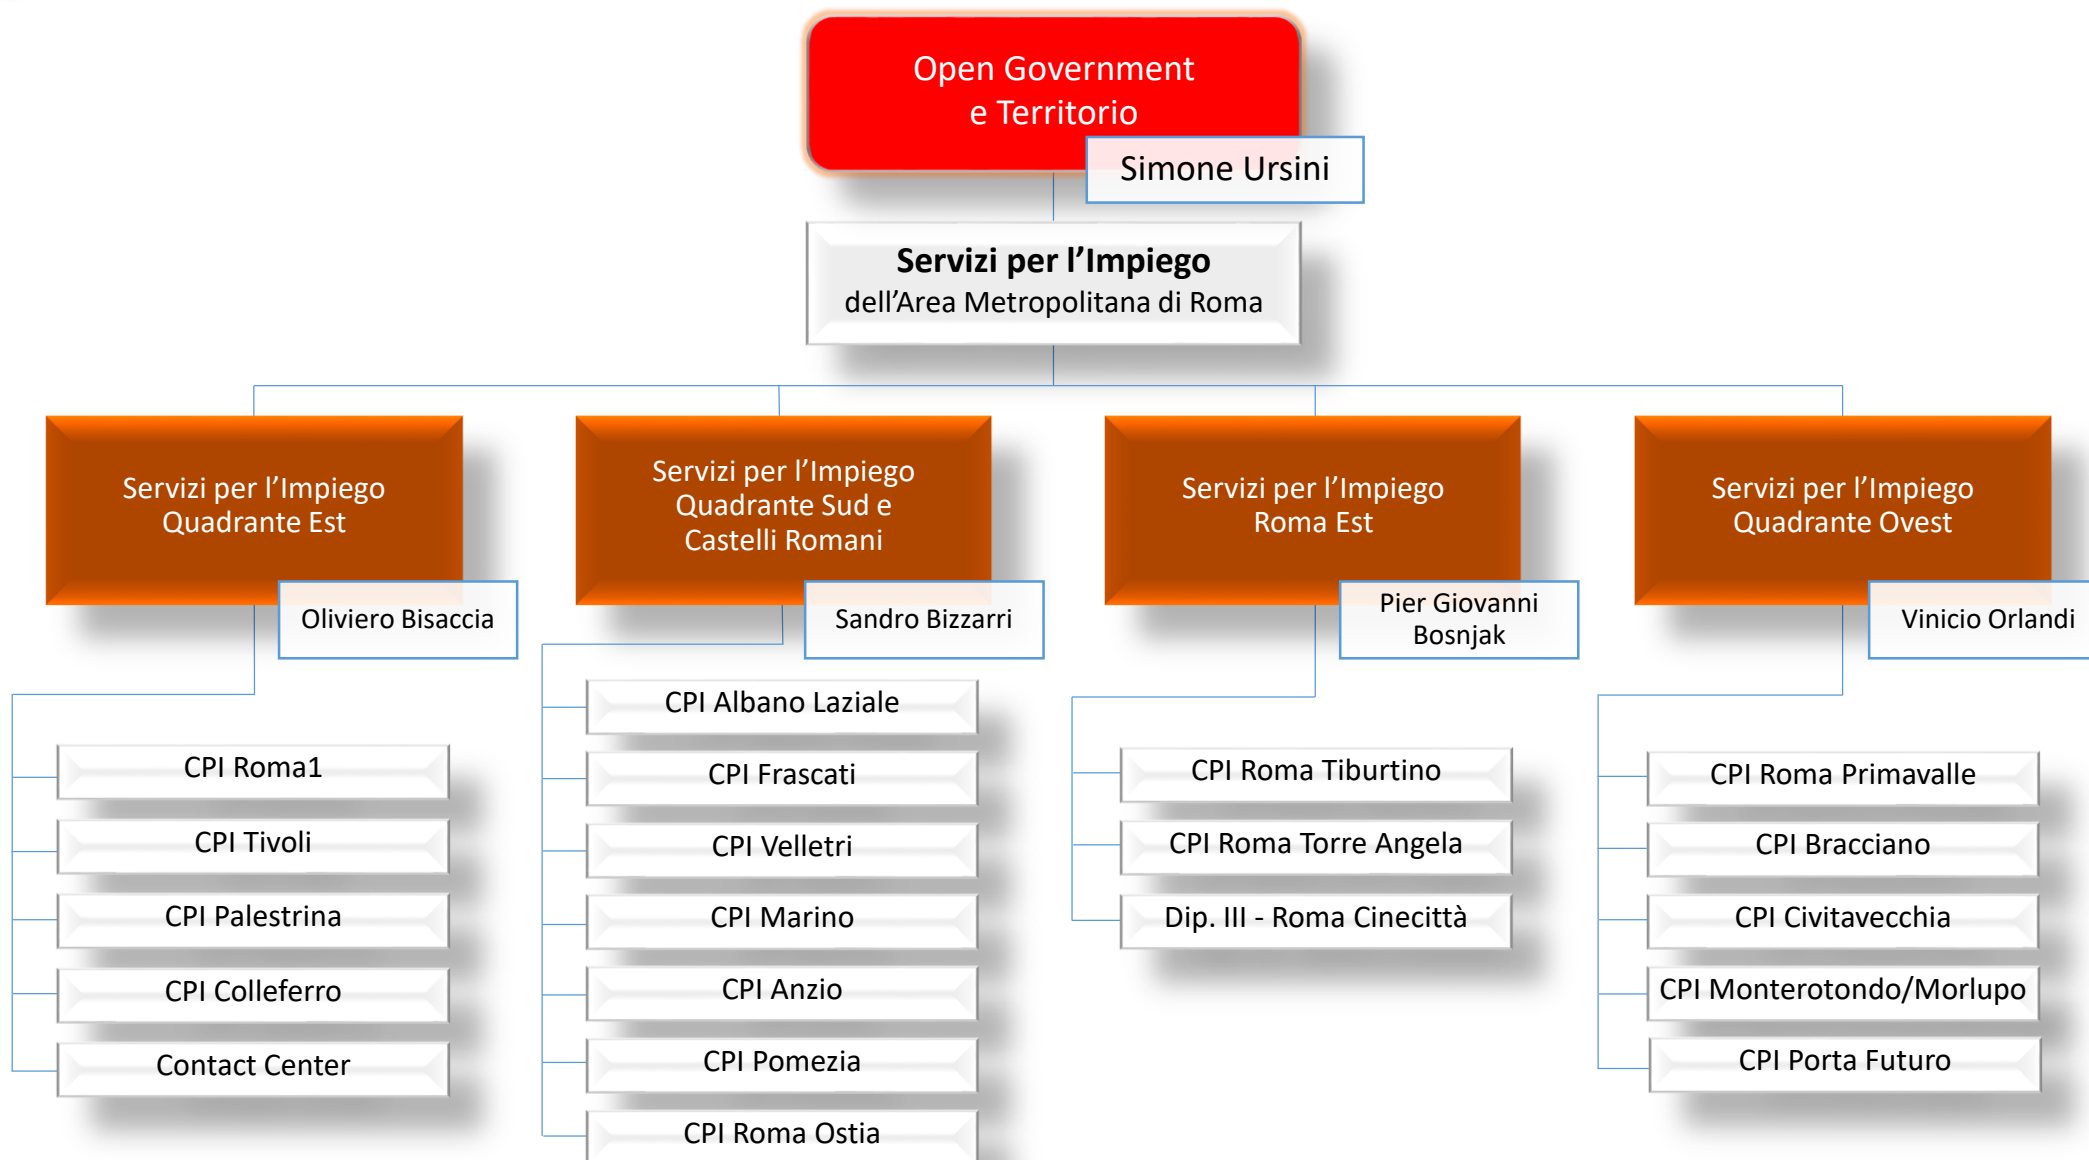 Open Government
e Territorio
Simone Ursini
Servizi per l’Impiego
dell’Area Metropolitana di Roma
Servizi per l’Impiego
Quadrante Est
Oliviero Bisaccia
CPI Roma1
CPI Tivoli
CPI Palestrina
CPI Colleferro
Contact Center
Servizi per l’Impiego
Quadrante Sud e
Castelli Romani
Sandro Bizzarri
CPI Albano Laziale
CPI Frascati
CPI Velletri
CPI Marino
CPI Anzio
CPI Pomezia
CPI Roma Ostia
Servizi per l’Impiego
Roma Est
Pier Giovanni
Bosnjak
CPI Roma Tiburtino
CPI Roma Torre Angela
Dip. III - Roma Cinecittà
Servizi per l’Impiego
Quadrante Ovest
Vinicio Orlandi
CPI Roma Primavalle
CPI Bracciano
CPI Civitavecchia
CPI Monterotondo/Morlupo
CPI Porta Futuro